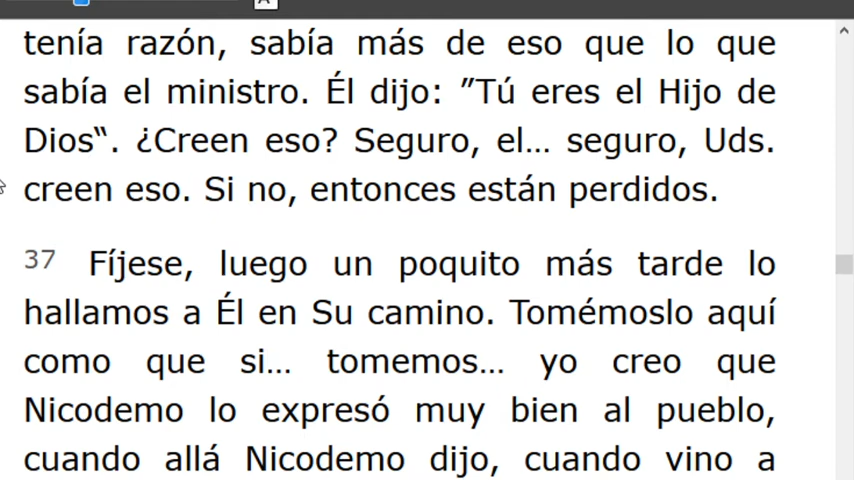 tenía razón, sabía más de eso que lo que
sabía el ministro. Él dijo: ”Tú eres el Hijo de
Dios“. ¿Creen eso? Seguro, el... seguro, Uds.
creen eso. Si no, entonces están perdidos.
37 Fíjese, luego un poquito más tarde lo
hallamos a Él en Su camino. Tomémoslo aquí
como que si... tomemos... yo creo que
Nicodemo lo expresó muy bien al pueblo,
cuando allá Nicodemo dijo, cuando vino a